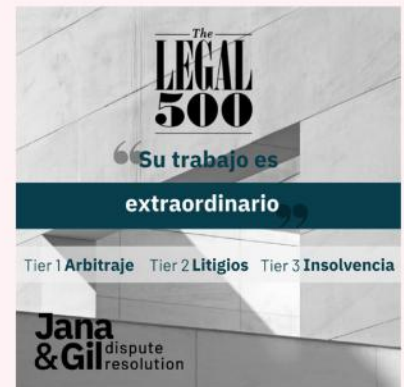 The
LEGAL
500
“Su trabajo es
extraordinario”
Tier 1 Arbitraje Tier 2 Litigios Tier 3 Insolvencia
Jana
& Gil dispute
resolution